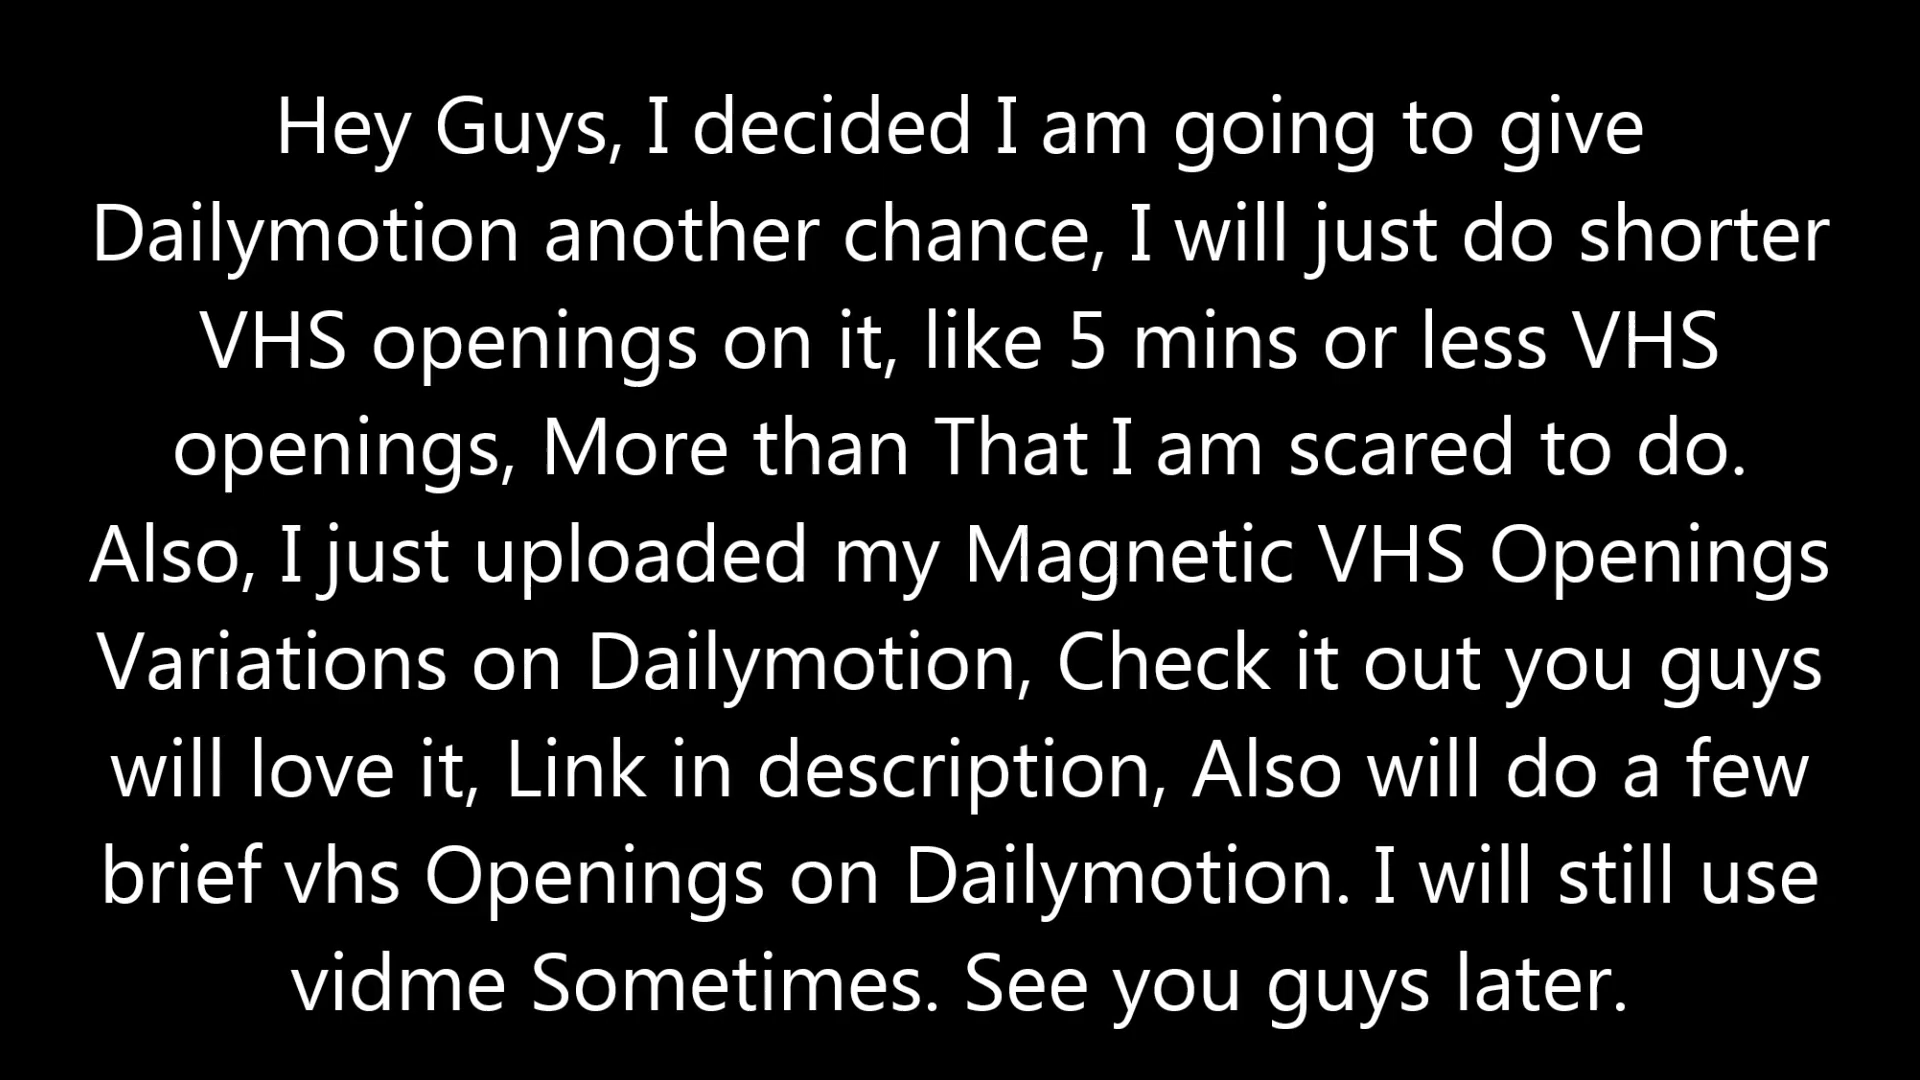 Hey Guys, I decided I am going to give
Dailymotion another chance, I will just do shorter
VHS openings on it, like 5 mins or less VHS
openings, More than That I am scared to do.
Also, I just uploaded my Magnetic VHS Openings
Variations on Dailymotion, Check it out you guys
will love it, Link in description, Also will do a few
brief vhs Openings on Dailymotion. I will still use
vidme Sometimes. See you guys later.